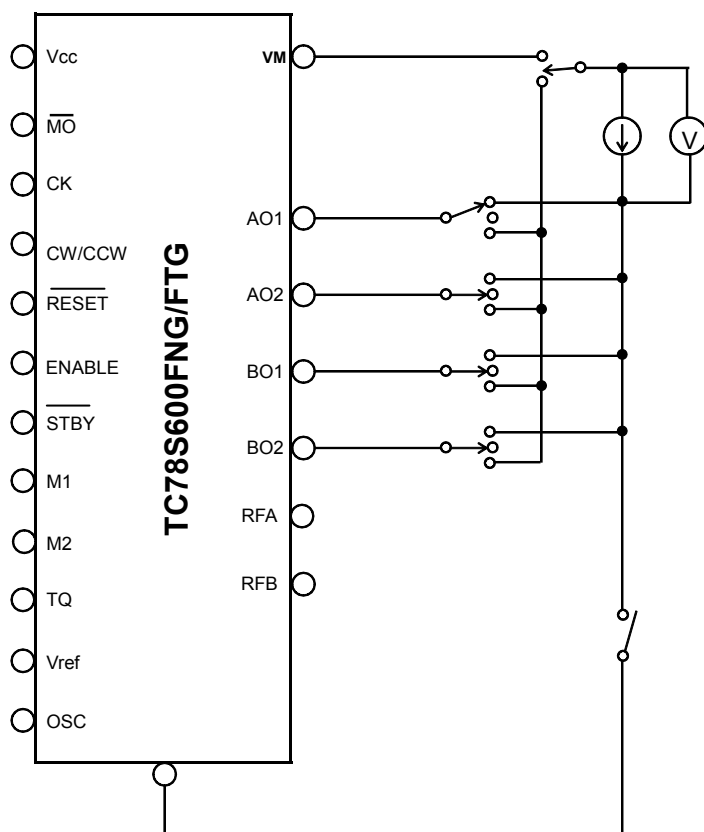 Vcc
MO
CK
CW/CCW
RESET
ENABLE
STBY
M1
M2
TQ
Vref
OSC
TC78S600FNG/FTG
VM
AO1
AO2
BO1
BO2
RFA
RFB
V